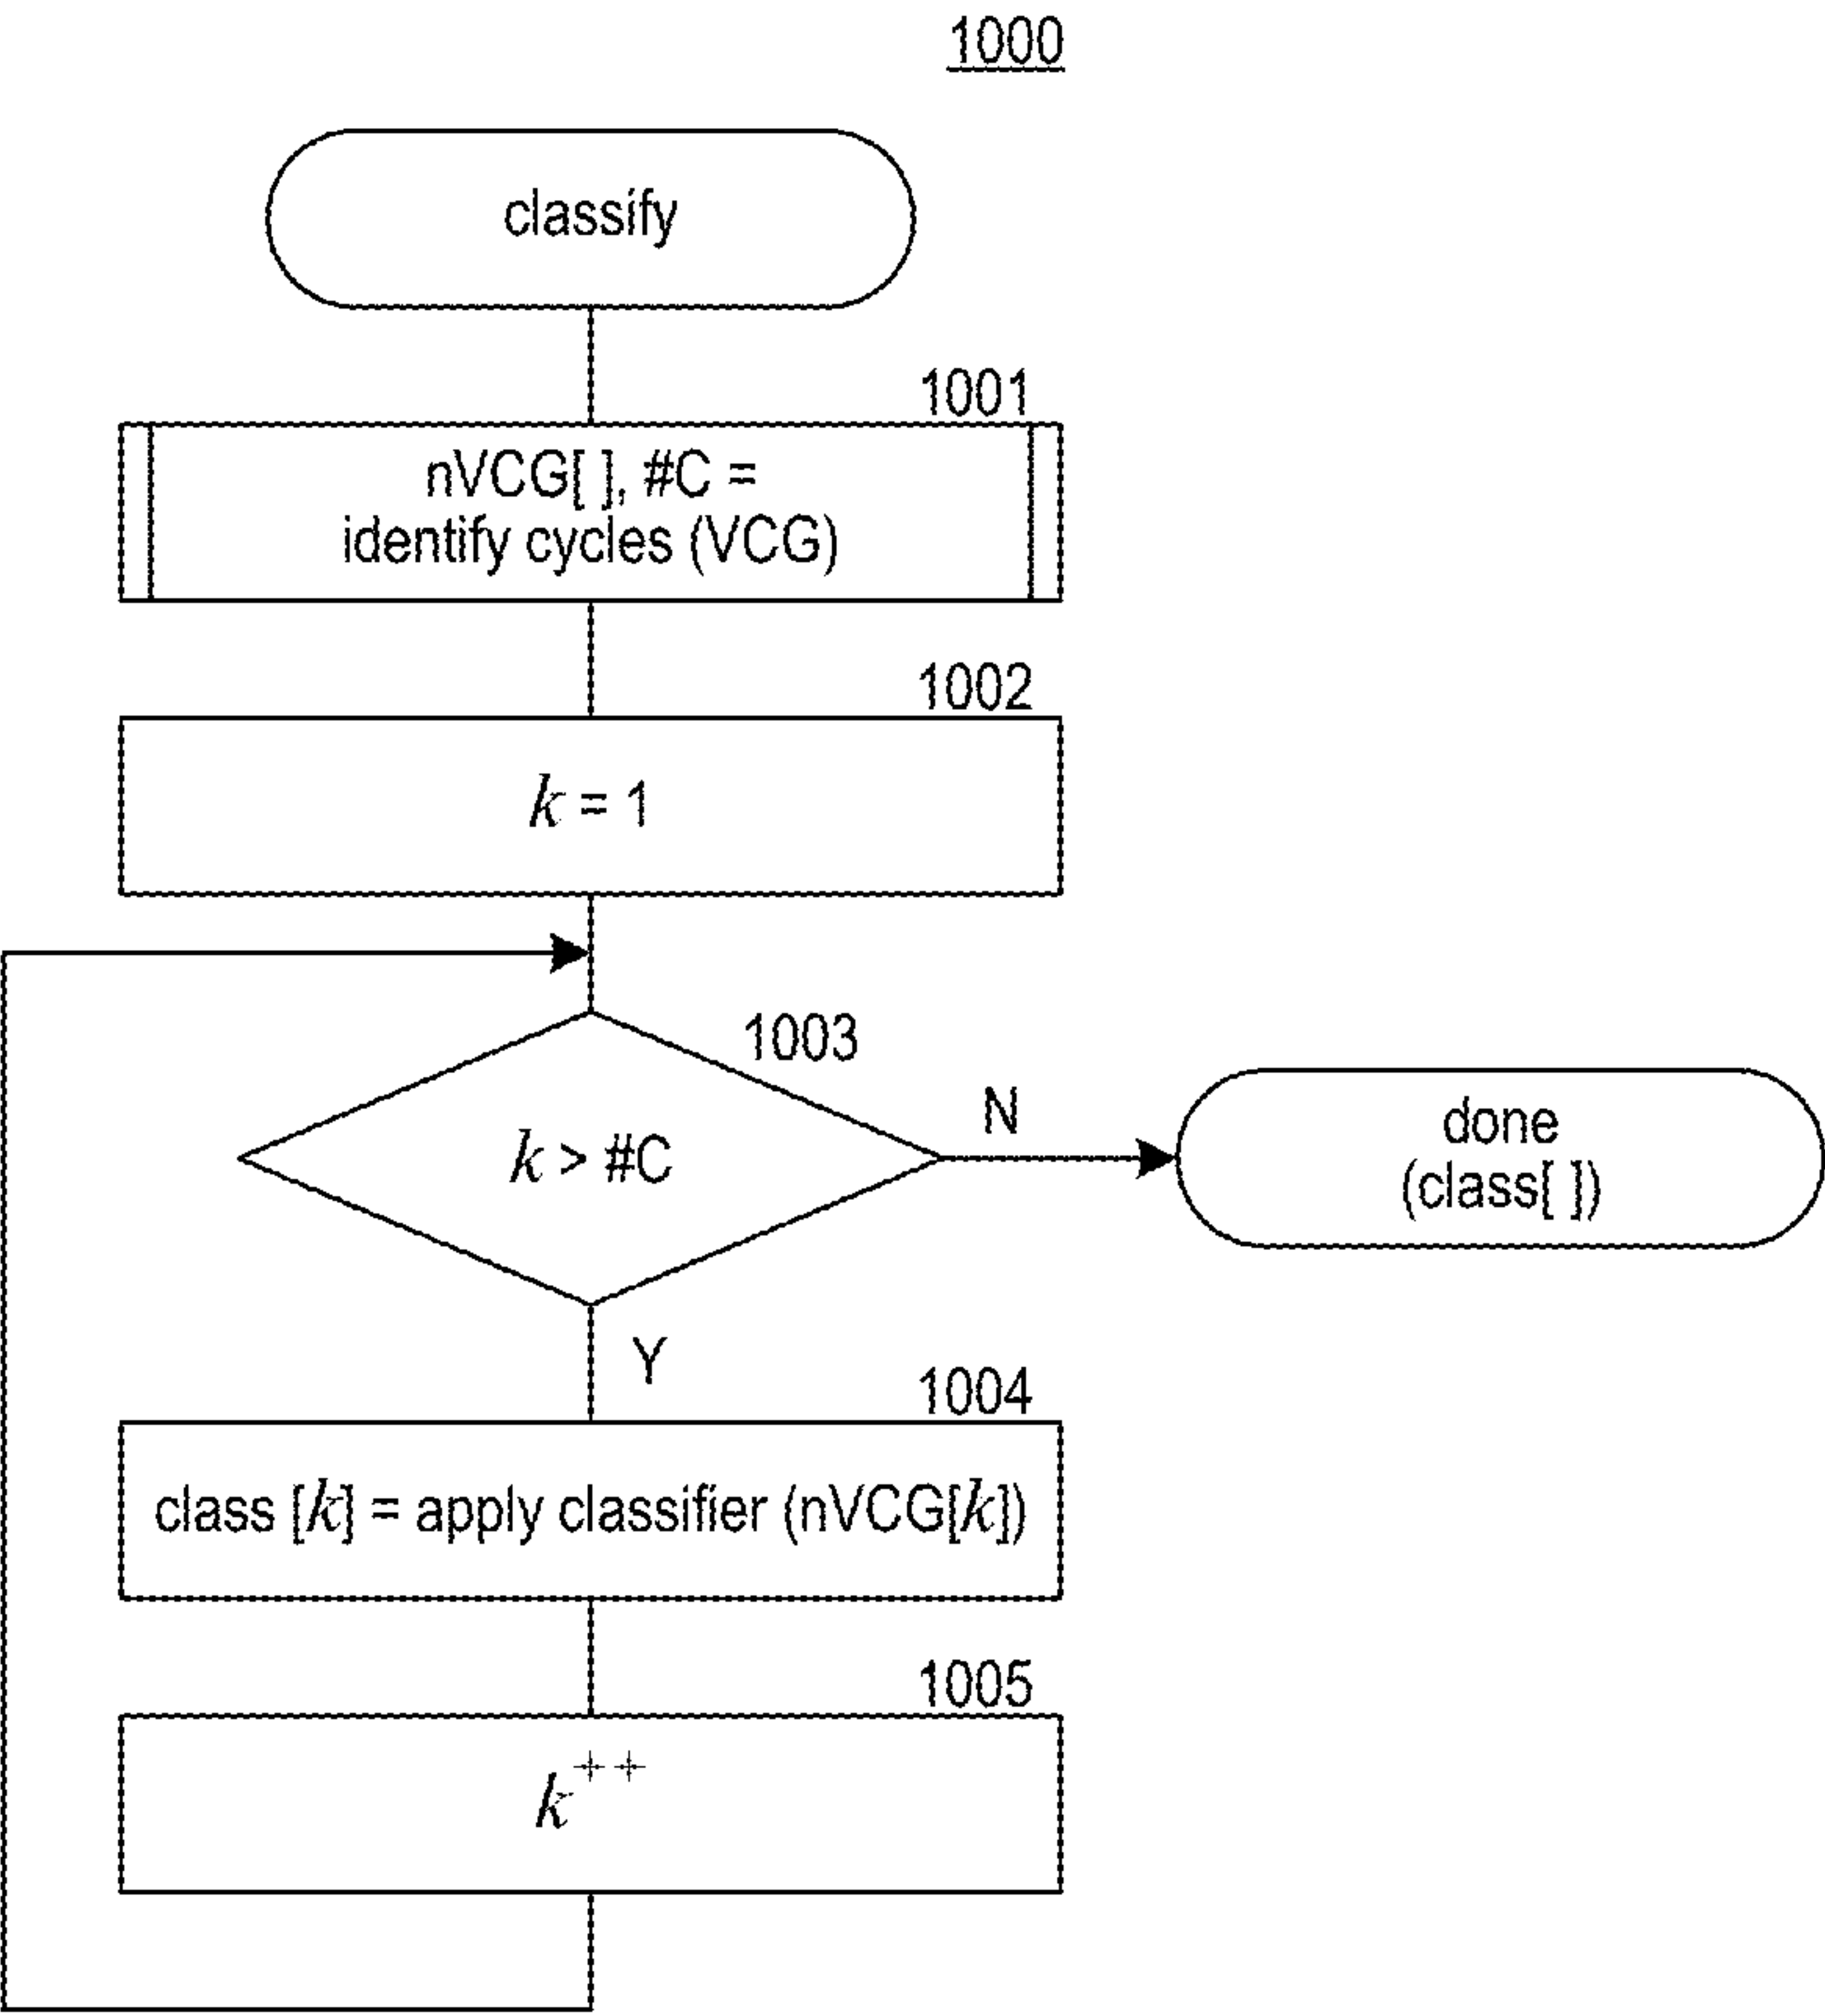 1000
classify
1001
nVCG[ ], #C =
identify cycles (VCG)
1002
k = 1
1003
k > #C
N
done
(class[ ])
Y
1004
class [k] = apply classifier (nVCG[k])
1005
k++